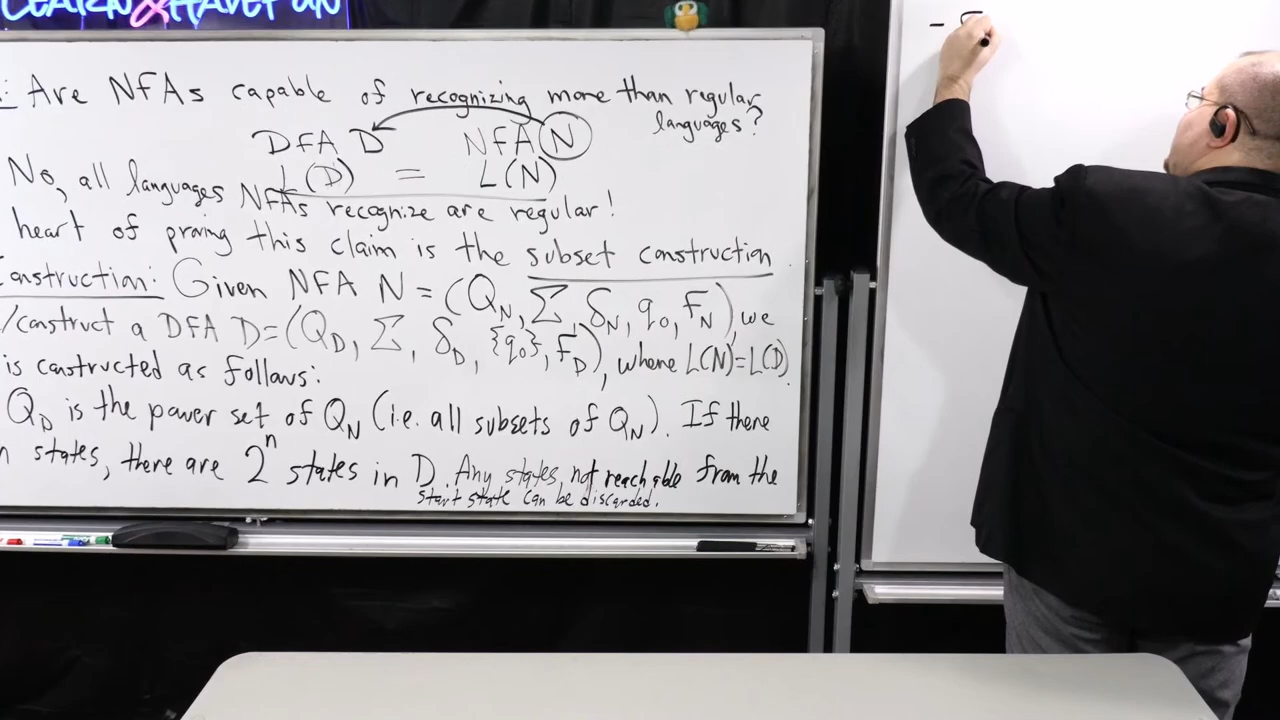 LEARN & HAVE FUN
: Are NFAs capable of recognizing more than regular
languages?
DFA D NFA N
L(D) = L(N)
No, all languages NFAs recognize are regular!
heart of proving this claim is the subset construction
Construction: Given NFA N = (Q_N, Σ, δ_N, q_0, F_N), we
/construct a DFA D=(Q_D, Σ, δ_D, {q_0}, F_D), where L(N)=L(D).
is constructed as follows:
Q_D is the power set of Q_N (i.e. all subsets of Q_N). If there
n states, there are 2^n states in D. Any states, not reachable from the
start state can be discarded.
-